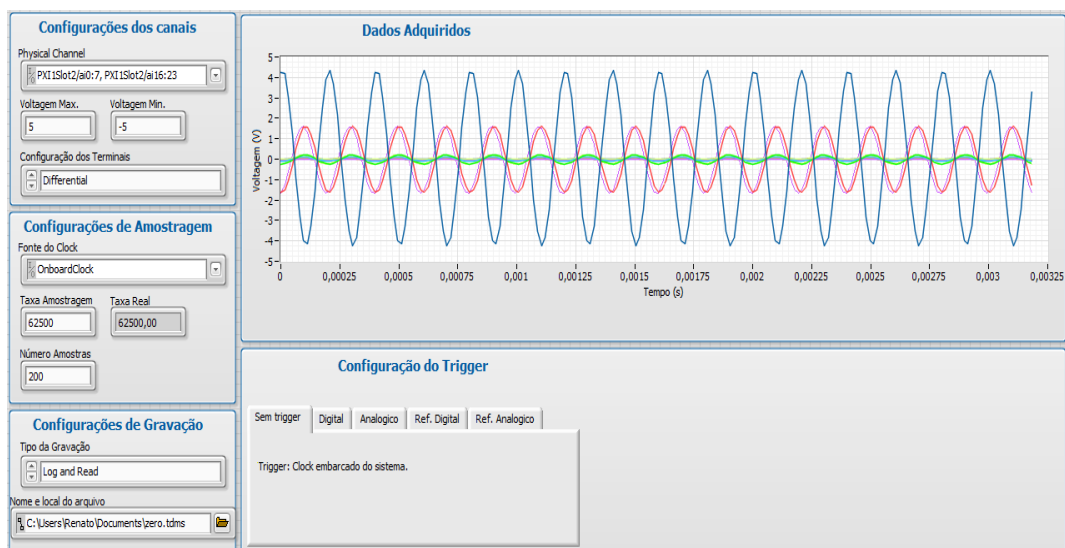 Configurações dos canais
Physical Channel
PXI1Slot2/ai0:7, PXI1Slot2/ai16:23
Voltagem Max.
Voltagem Min.
5
-5
Configuração dos Terminais
Differential
Configurações de Amostragem
Fonte do Clock
OnboardClock
Taxa Amostragem
Taxa Real
62500
62500,00
Número Amostras
200
Configurações de Gravação
Tipo da Gravação
Log and Read
Nome e local do arquivo
C:\Users\Renato\Documents\zero.tdms
Dados Adquiridos
Voltagem (V)
5
4
3
2
1
0
-1
-2
-3
-4
-5
0 0,00025 0,0005 0,00075 0,001 0,00125 0,0015 0,00175 0,002 0,00225 0,0025 0,00275 0,003 0,00325
Tempo (s)
Configuração do Trigger
Sem trigger Digital Analogico Ref. Digital Ref. Analogico
Trigger: Clock embarcado do sistema.